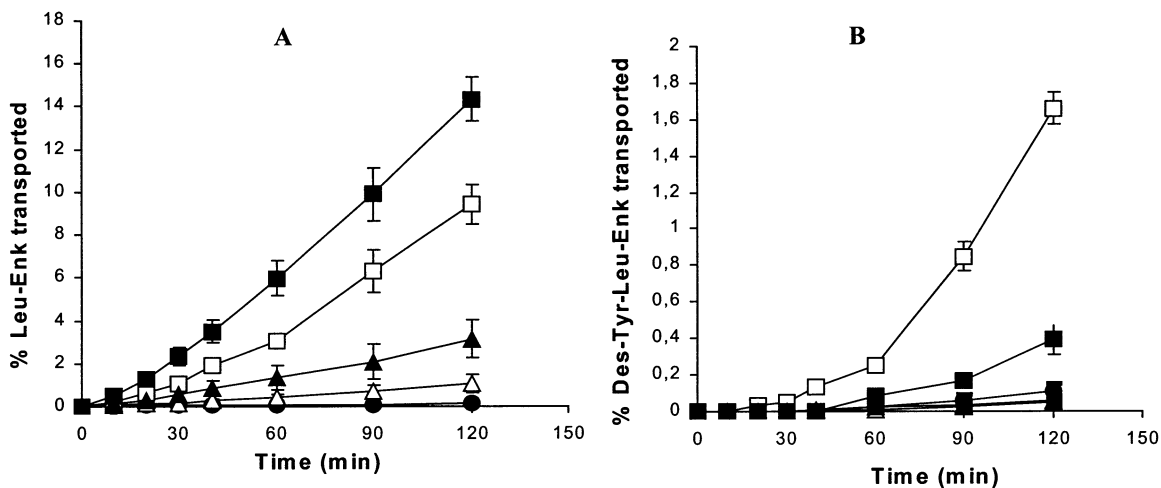 A
% Leu-Enk transported
18
16
14
12
10
8
6
4
2
0
0 30 60 90 120 150
Time (min)
B
% Des-Tyr-Leu-Enk transported
2
1,8
1,6
1,4
1,2
1
0,8
0,6
0,4
0,2
0
0 30 60 90 120 150
Time (min)